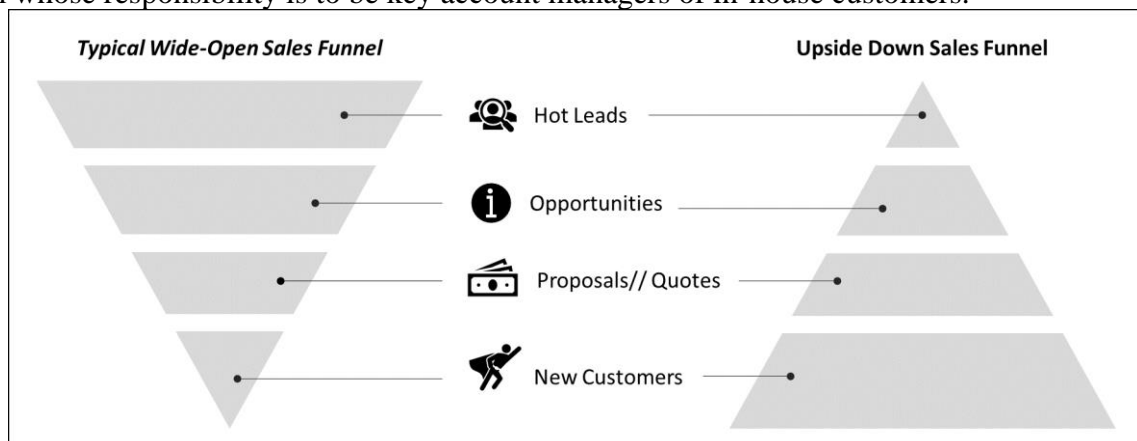 whose responsibility is to be key account managers of in-house customers.
Typical Wide-Open Sales Funnel
Upside Down Sales Funnel
Hot Leads
Opportunities
Proposals// Quotes
New Customers